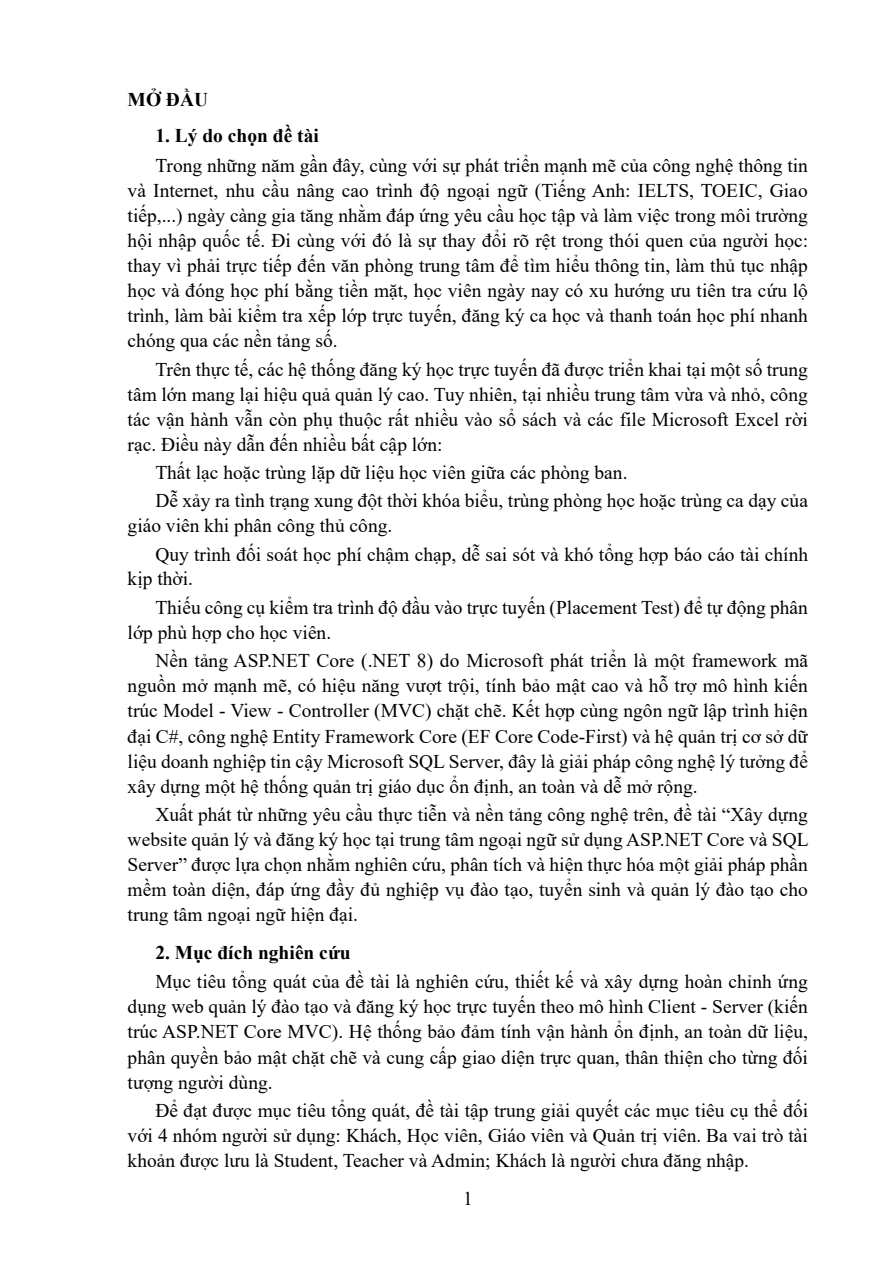 MỞ ĐẦU
1. Lý do chọn đề tài
Trong những năm gần đây, cùng với sự phát triển mạnh mẽ của công nghệ thông tin
và Internet, nhu cầu nâng cao trình độ ngoại ngữ (Tiếng Anh: IELTS, TOEIC, Giao
tiếp,...) ngày càng gia tăng nhằm đáp ứng yêu cầu học tập và làm việc trong môi trường
hội nhập quốc tế. Đi cùng với đó là sự thay đổi rõ rệt trong thói quen của người học:
thay vì phải trực tiếp đến văn phòng trung tâm để tìm hiểu thông tin, làm thủ tục nhập
học và đóng học phí bằng tiền mặt, học viên ngày nay có xu hướng ưu tiên tra cứu lộ
trình, làm bài kiểm tra xếp lớp trực tuyến, đăng ký ca học và thanh toán học phí nhanh
chóng qua các nền tảng số.
Trên thực tế, các hệ thống đăng ký học trực tuyến đã được triển khai tại một số trung
tâm lớn mang lại hiệu quả quản lý cao. Tuy nhiên, tại nhiều trung tâm vừa và nhỏ, công
tác vận hành vẫn còn phụ thuộc rất nhiều vào sổ sách và các file Microsoft Excel rời
rạc. Điều này dẫn đến nhiều bất cập lớn:
Thất lạc hoặc trùng lặp dữ liệu học viên giữa các phòng ban.
Dễ xảy ra tình trạng xung đột thời khóa biểu, trùng phòng học hoặc trùng ca dạy của
giáo viên khi phân công thủ công.
Quy trình đối soát học phí chậm chạp, dễ sai sót và khó tổng hợp báo cáo tài chính
kịp thời.
Thiếu công cụ kiểm tra trình độ đầu vào trực tuyến (Placement Test) để tự động phân
lớp phù hợp cho học viên.
Nền tảng ASP.NET Core (.NET 8) do Microsoft phát triển là một framework mã
nguồn mở mạnh mẽ, có hiệu năng vượt trội, tính bảo mật cao và hỗ trợ mô hình kiến
trúc Model - View - Controller (MVC) chặt chẽ. Kết hợp cùng ngôn ngữ lập trình hiện
đại C#, công nghệ Entity Framework Core (EF Core Code-First) và hệ quản trị cơ sở dữ
liệu doanh nghiệp tin cậy Microsoft SQL Server, đây là giải pháp công nghệ lý tưởng để
xây dựng một hệ thống quản trị giáo dục ổn định, an toàn và dễ mở rộng.
Xuất phát từ những yêu cầu thực tiễn và nền tảng công nghệ trên, đề tài “Xây dựng
website quản lý và đăng ký học tại trung tâm ngoại ngữ sử dụng ASP.NET Core và SQL
Server” được lựa chọn nhằm nghiên cứu, phân tích và hiện thực hóa một giải pháp phần
mềm toàn diện, đáp ứng đầy đủ nghiệp vụ đào tạo, tuyển sinh và quản lý đào tạo cho
trung tâm ngoại ngữ hiện đại.
2. Mục đích nghiên cứu
Mục tiêu tổng quát của đề tài là nghiên cứu, thiết kế và xây dựng hoàn chỉnh ứng
dụng web quản lý đào tạo và đăng ký học trực tuyến theo mô hình Client - Server (kiến
trúc ASP.NET Core MVC). Hệ thống bảo đảm tính vận hành ổn định, an toàn dữ liệu,
phân quyền bảo mật chặt chẽ và cung cấp giao diện trực quan, thân thiện cho từng đối
tượng người dùng.
Để đạt được mục tiêu tổng quát, đề tài tập trung giải quyết các mục tiêu cụ thể đối
với 4 nhóm người sử dụng: Khách, Học viên, Giáo viên và Quản trị viên. Ba vai trò tài
khoản được lưu là Student, Teacher và Admin; Khách là người chưa đăng nhập.
1